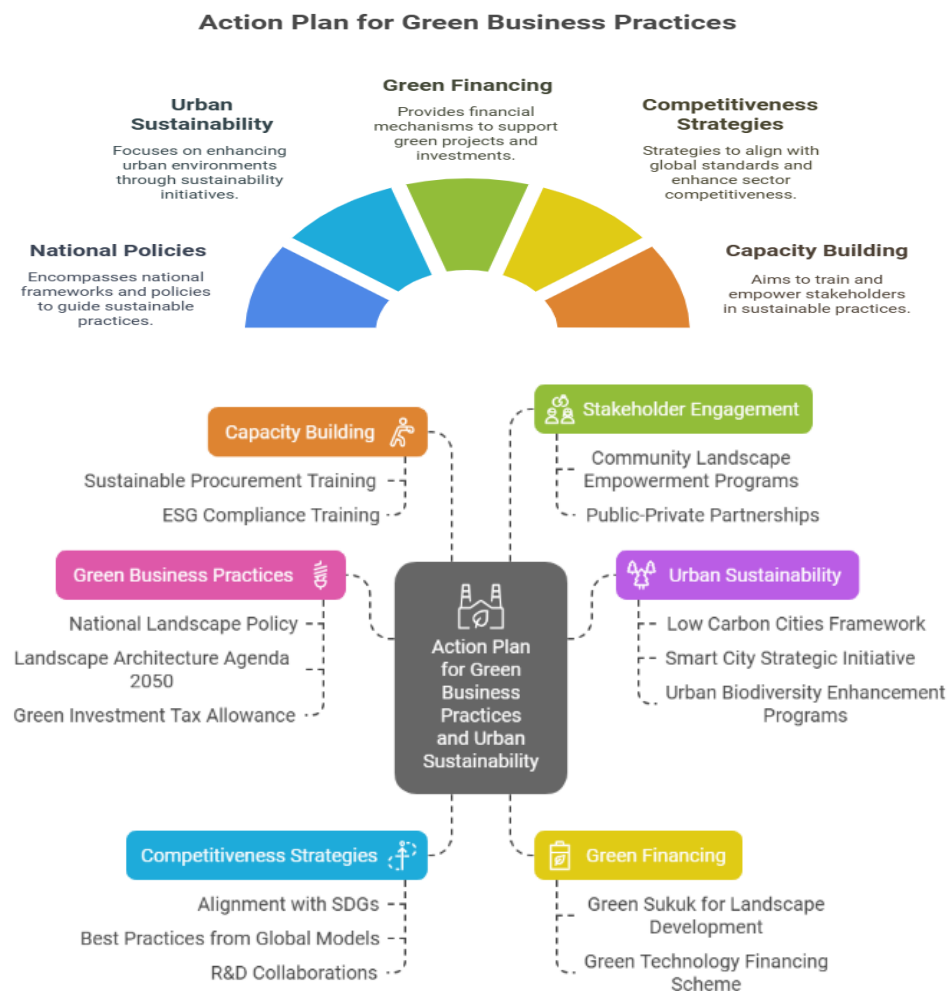 Action Plan for Green Business Practices
Green Financing
Provides financial
mechanisms to support
green projects and
investments.
Urban
Sustainability
Focuses on enhancing
urban environments
through sustainability
initiatives.
Competitiveness
Strategies
Strategies to align with
global standards and
enhance sector
competitiveness.
National Policies
Encompasses national
frameworks and policies
to guide sustainable
practices.
Capacity Building
Aims to train and
empower stakeholders
in sustainable practices.
Capacity Building
Sustainable Procurement Training
ESG Compliance Training
Stakeholder Engagement
Community Landscape
Empowerment Programs
Public-Private Partnerships
Green Business Practices
National Landscape Policy
Landscape Architecture Agenda
2050
Green Investment Tax Allowance
Action Plan
for Green
Business
Practices
and Urban
Sustainability
Urban Sustainability
Low Carbon Cities Framework
Smart City Strategic Initiative
Urban Biodiversity Enhancement
Programs
Competitiveness Strategies
Alignment with SDGs
Best Practices from Global Models
R&D Collaborations
Green Financing
Green Sukuk for Landscape
Development
Green Technology Financing
Scheme